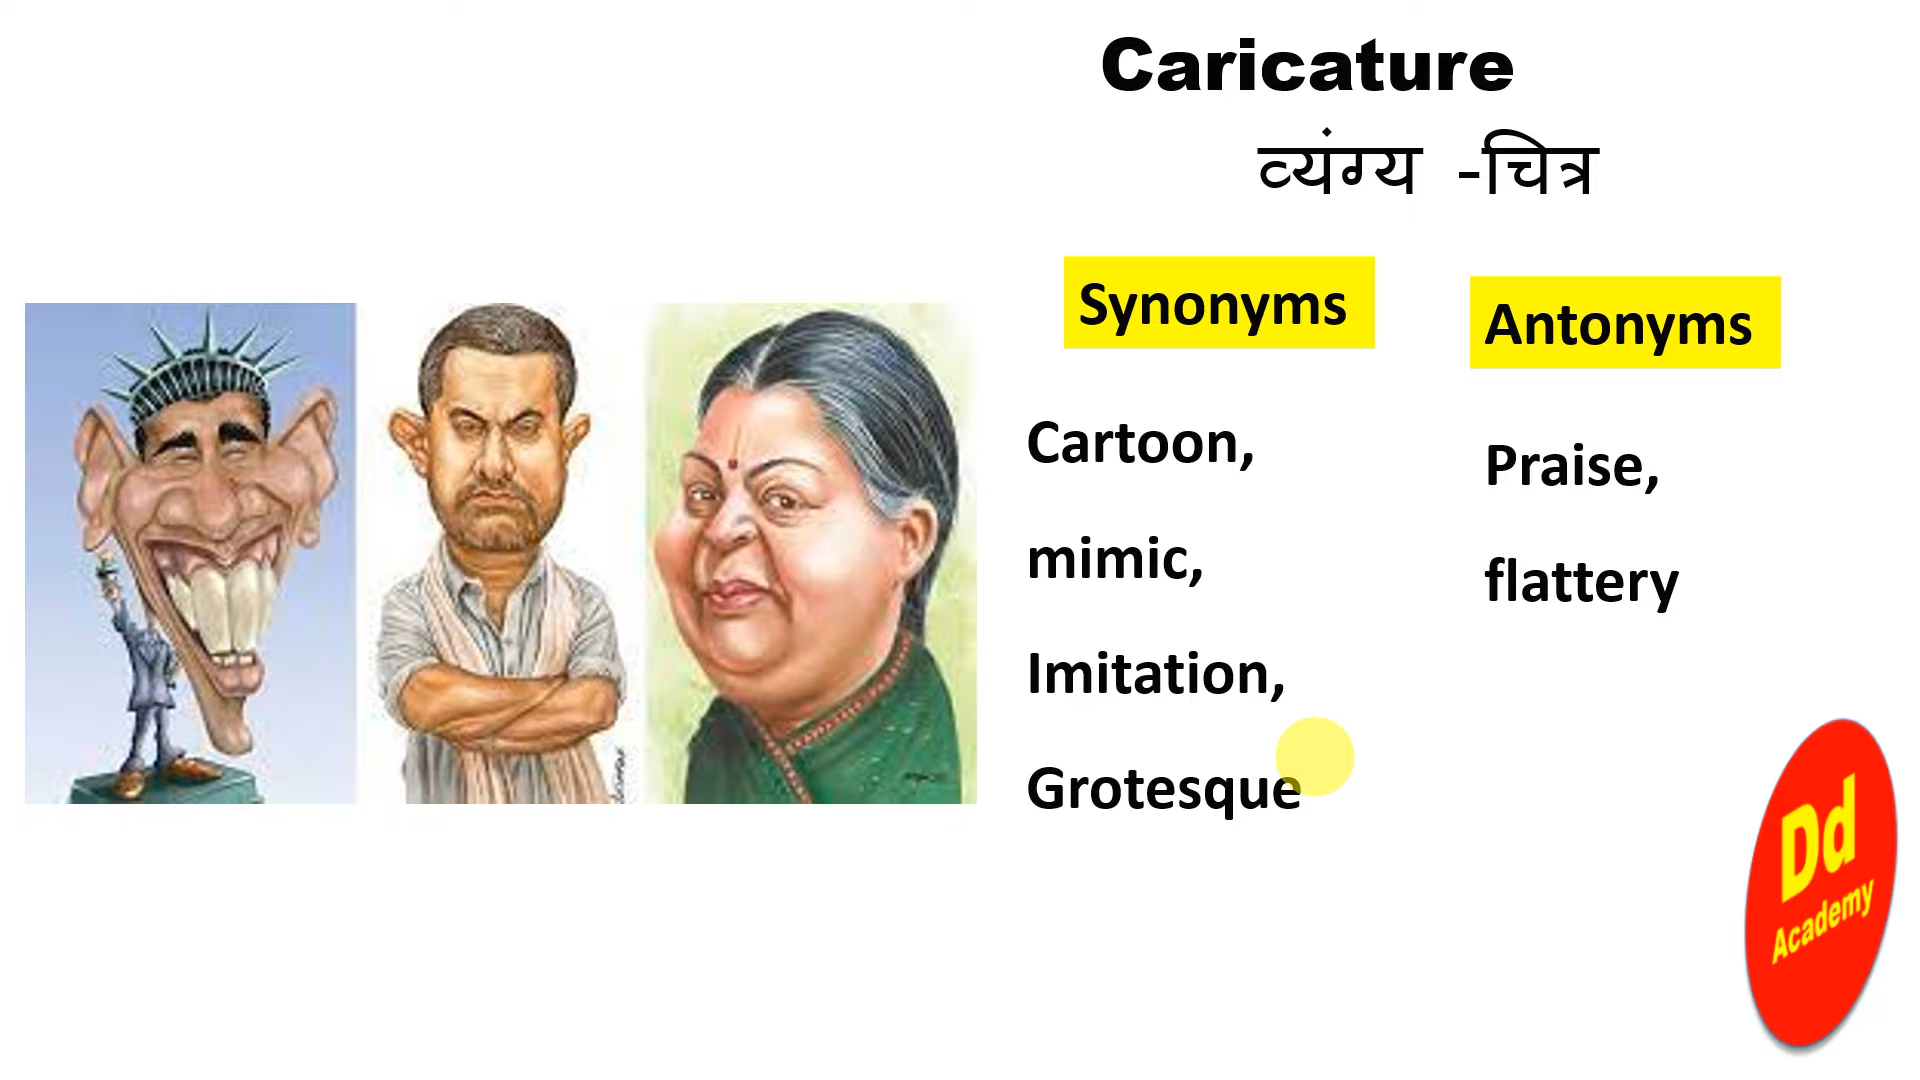 Caricature
व्यंग्य -चित्र
Synonyms
Cartoon,
mimic,
Imitation,
Grotesque
Antonyms
Praise,
flattery
Dd
Academy